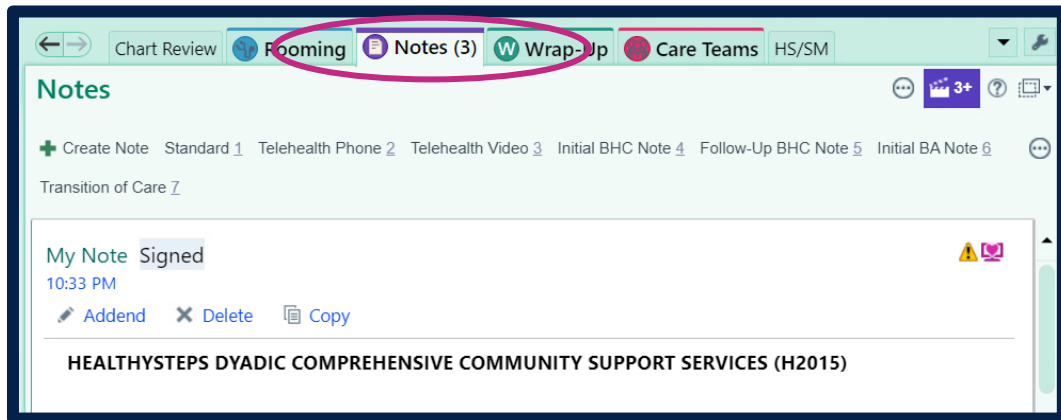 Chart Review Rooming Notes (3) W Wrap-Up Care Teams HS/SM
Notes 3+ ?
Create Note Standard 1 Telehealth Phone 2 Telehealth Video 3 Initial BHC Note 4 Follow-Up BHC Note 5 Initial BA Note 6
Transition of Care 7
My Note Signed
10:33 PM
Addend Delete Copy
HEALTHYSTEPS DYADIC COMPREHENSIVE COMMUNITY SUPPORT SERVICES (H2015)